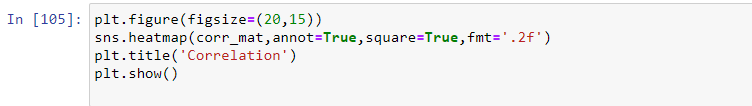 In [105]: plt.figure(figsize=(20,15))
sns.heatmap(corr_mat,annot=True,square=True,fmt='.2f')
plt.title('Correlation')
plt.show()